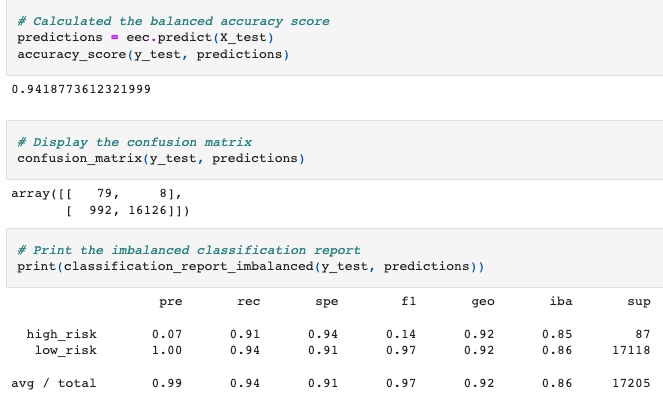 # Calculated the balanced accuracy score
predictions = eec.predict(X_test)
accuracy_score(y_test, predictions)
0.9418773612321999
# Display the confusion matrix
confusion_matrix(y_test, predictions)
array([[   79,     8],
       [  992, 16126]])
# Print the imbalanced classification report
print(classification_report_imbalanced(y_test, predictions))
pre rec spe f1 geo iba sup
high_risk 0.07 0.91 0.94 0.14 0.92 0.85 87
low_risk 1.00 0.94 0.91 0.97 0.92 0.86 17118
avg / total 0.99 0.94 0.91 0.97 0.92 0.86 17205